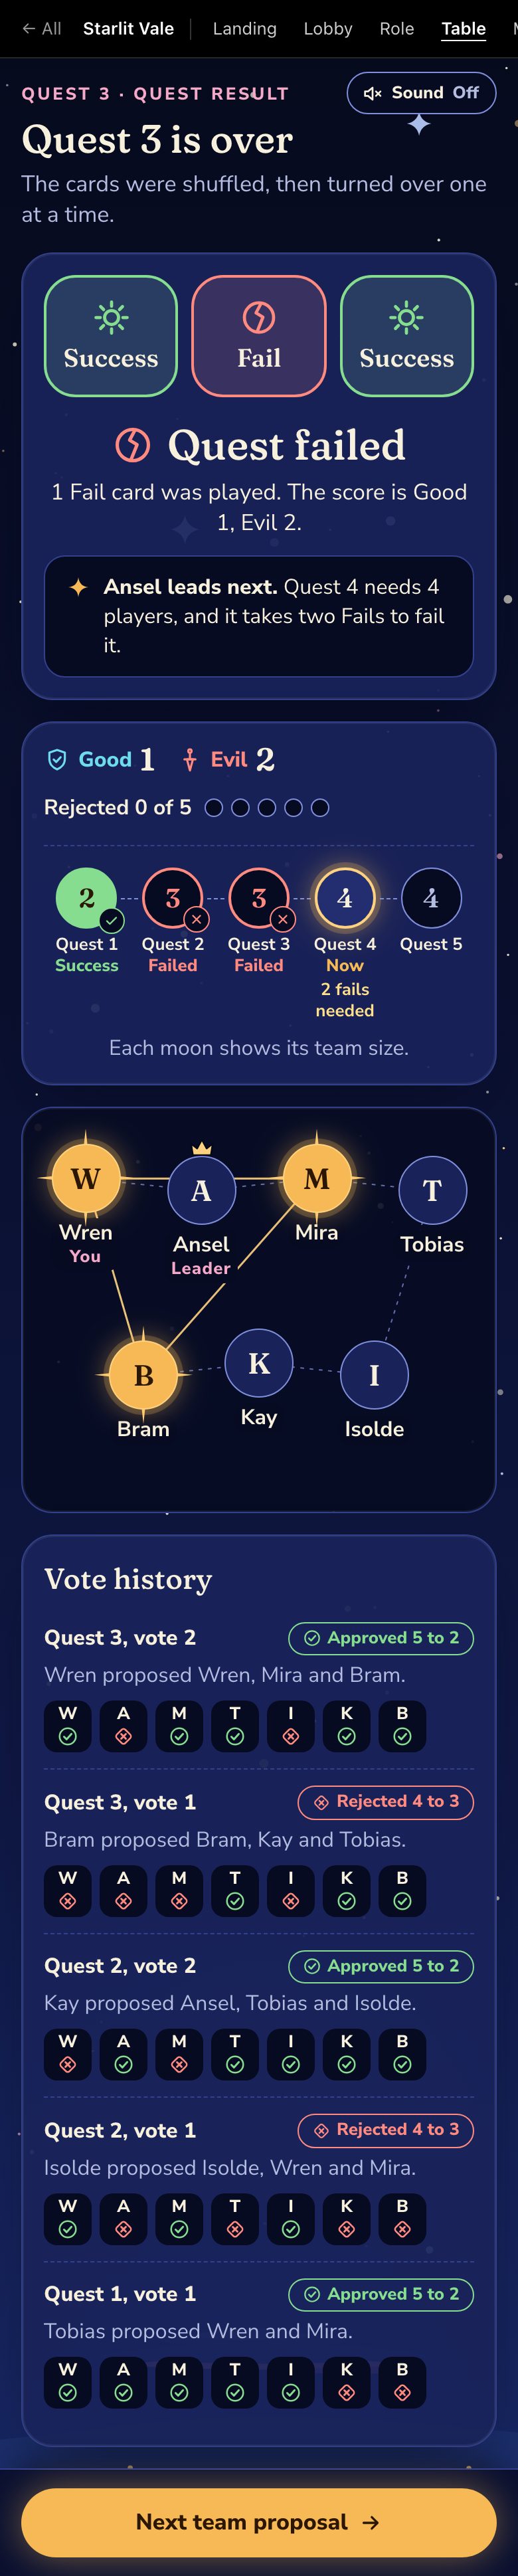 ← All Starlit Vale Landing Lobby Role Table
QUEST 3 · QUEST RESULT
Sound Off
Quest 3 is over
The cards were shuffled, then turned over one
at a time.
Success Fail Success
Quest failed
1 Fail card was played. The score is Good
1, Evil 2.
Ansel leads next. Quest 4 needs 4
players, and it takes two Fails to fail
it.
Good 1 Evil 2
Rejected 0 of 5
2 3 3 4 4
Quest 1 Quest 2 Quest 3 Quest 4 Quest 5
Success Failed Failed Now
2 fails
needed
Each moon shows its team size.
W A M T
Wren Ansel Mira Tobias
You Leader
B K I
Bram Kay Isolde
Vote history
Quest 3, vote 2 Approved 5 to 2
Wren proposed Wren, Mira and Bram.
W A M T I K B
Quest 3, vote 1 Rejected 4 to 3
Bram proposed Bram, Kay and Tobias.
W A M T I K B
Quest 2, vote 2 Approved 5 to 2
Kay proposed Ansel, Tobias and Isolde.
W A M T I K B
Quest 2, vote 1 Rejected 4 to 3
Isolde proposed Isolde, Wren and Mira.
W A M T I K B
Quest 1, vote 1 Approved 5 to 2
Tobias proposed Wren and Mira.
W A M T I K B
Next team proposal →